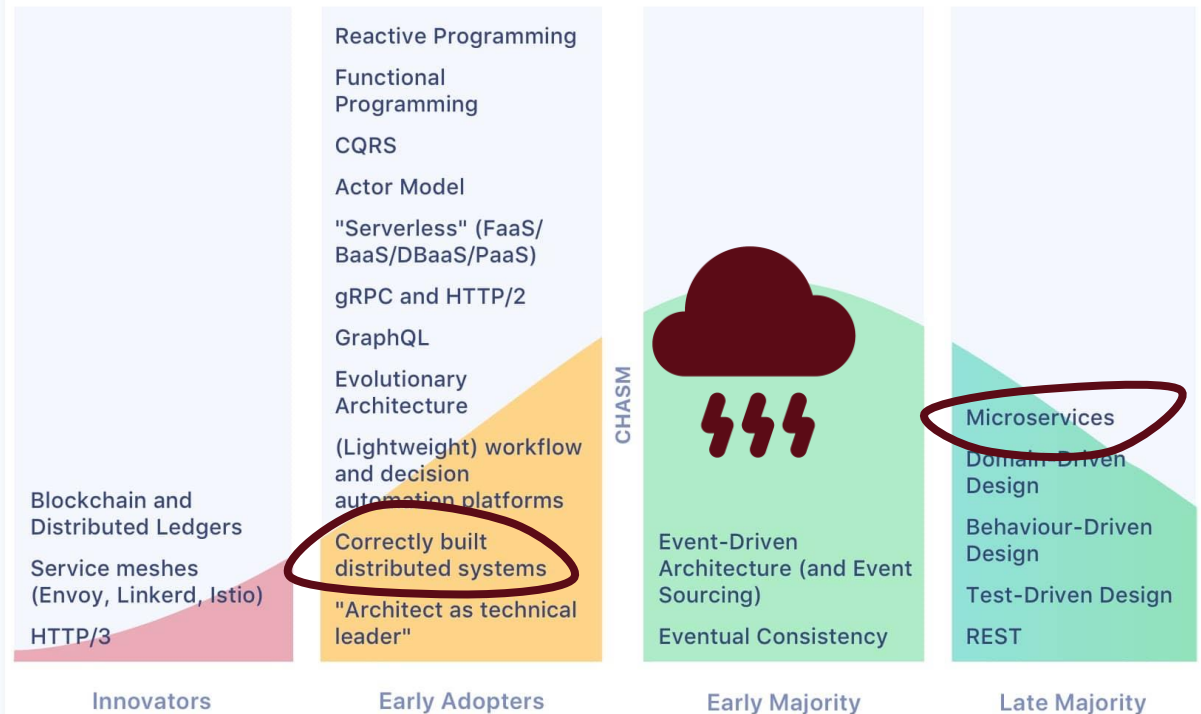 Reactive Programming
Functional
Programming
CQRS
Actor Model
"Serverless" (FaaS/
BaaS/DBaaS/PaaS)
gRPC and HTTP/2
GraphQL
Evolutionary
Architecture
(Lightweight) workflow
and decision
automation platforms
Correctly built
distributed systems
"Architect as technical
leader"
Blockchain and
Distributed Ledgers
Service meshes
(Envoy, Linkerd, Istio)
HTTP/3
CHASM
Event-Driven
Architecture (and Event
Sourcing)
Eventual Consistency
Microservices
Domain-Driven
Design
Behaviour-Driven
Design
Test-Driven Design
REST
Innovators
Early Adopters
Early Majority
Late Majority